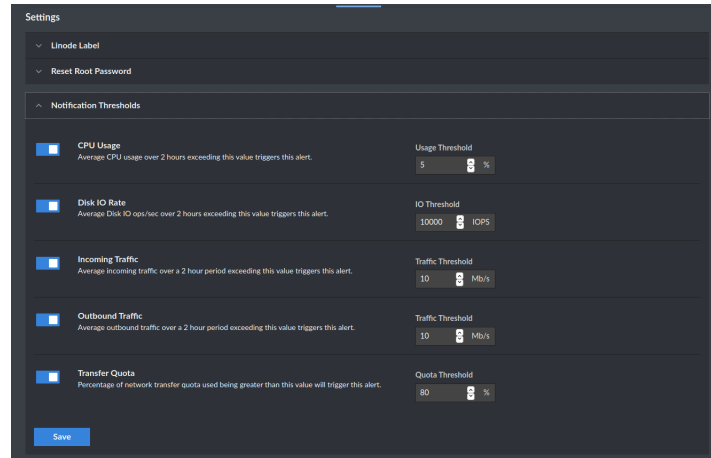 Settings
Linode Label
Reset Root Password
Notification Thresholds
CPU Usage
Average CPU usage over 2 hours exceeding this value triggers this alert.
Usage Threshold
5 %
Disk IO Rate
Average Disk IO ops/sec over 2 hours exceeding this value triggers this alert.
IO Threshold
10000 IOPS
Incoming Traffic
Average incoming traffic over a 2 hour period exceeding this value triggers this alert.
Traffic Threshold
10 Mb/s
Outbound Traffic
Average outbound traffic over a 2 hour period exceeding this value triggers this alert.
Traffic Threshold
10 Mb/s
Transfer Quota
Percentage of network transfer quota used being greater than this value will trigger this alert.
Quota Threshold
80 %
Save